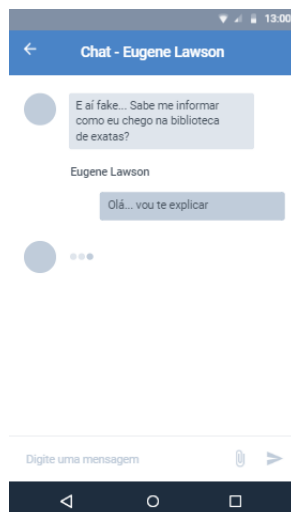 13:00
Chat - Eugene Lawson
E aí fake... Sabe me informar
como eu chego na biblioteca
de exatas?
Eugene Lawson
Olá... vou te explicar
Digite uma mensagem